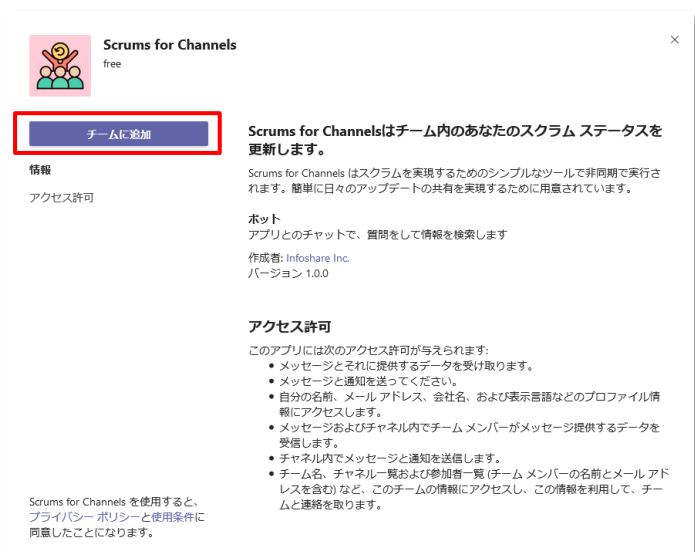 Scrums for Channels
free
チームに追加
情報
アクセス許可
Scrums for Channels を使用すると、
プライバシー ポリシーと使用条件に
同意したことになります。
Scrums for Channelsはチーム内のあなたのスクラム ステータスを
更新します。
Scrums for Channels はスクラムを実現するためのシンプルなツールで非同期で実行さ
れます。簡単に日々のアップデートの共有を実現するために用意されています。
ボット
アプリとのチャットで、質問をして情報を検索します
作成者: Infoshare Inc.
バージョン 1.0.0
アクセス許可
このアプリには次のアクセス許可が与えられます:
• メッセージとそれに提供するデータを受け取ります。
• メッセージと通知を送ってください。
• 自分の名前、メール アドレス、会社名、および表示言語などのプロファイル情
報にアクセスします。
• メッセージおよびチャネル内でチーム メンバーがメッセージ提供するデータを
受信します。
• チャネル内でメッセージと通知を送信します。
• チーム名、チャネル一覧および参加者一覧 (チーム メンバーの名前とメール アド
レスを含む) など、このチームの情報にアクセスし、この情報を利用して、チー
ムと連絡を取ります。